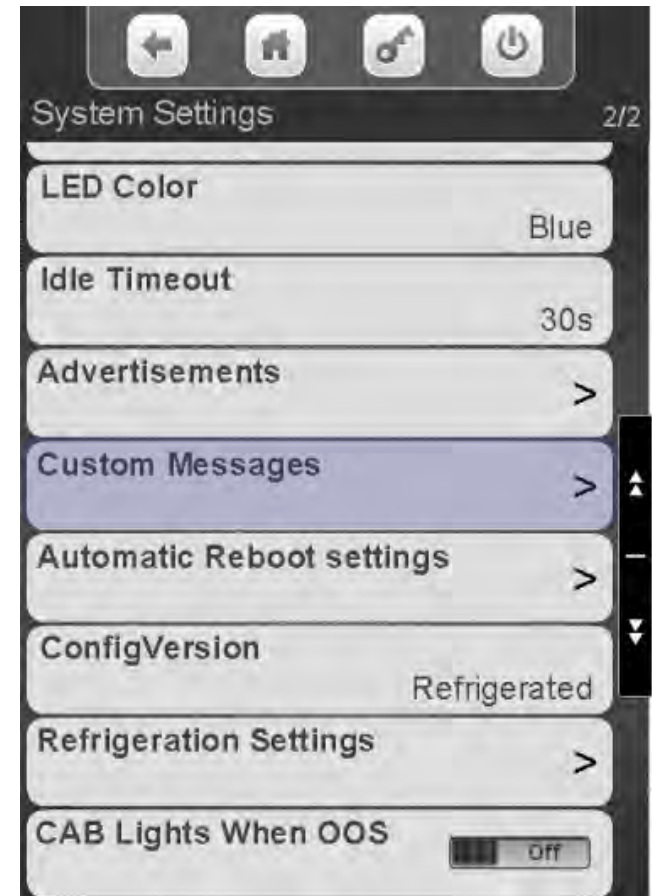 System Settings 2/2
LED Color
Blue
Idle Timeout
30s
Advertisements
>
Custom Messages
>
Automatic Reboot settings
>
ConfigVersion
Refrigerated
Refrigeration Settings
>
CAB Lights When OOS
Off